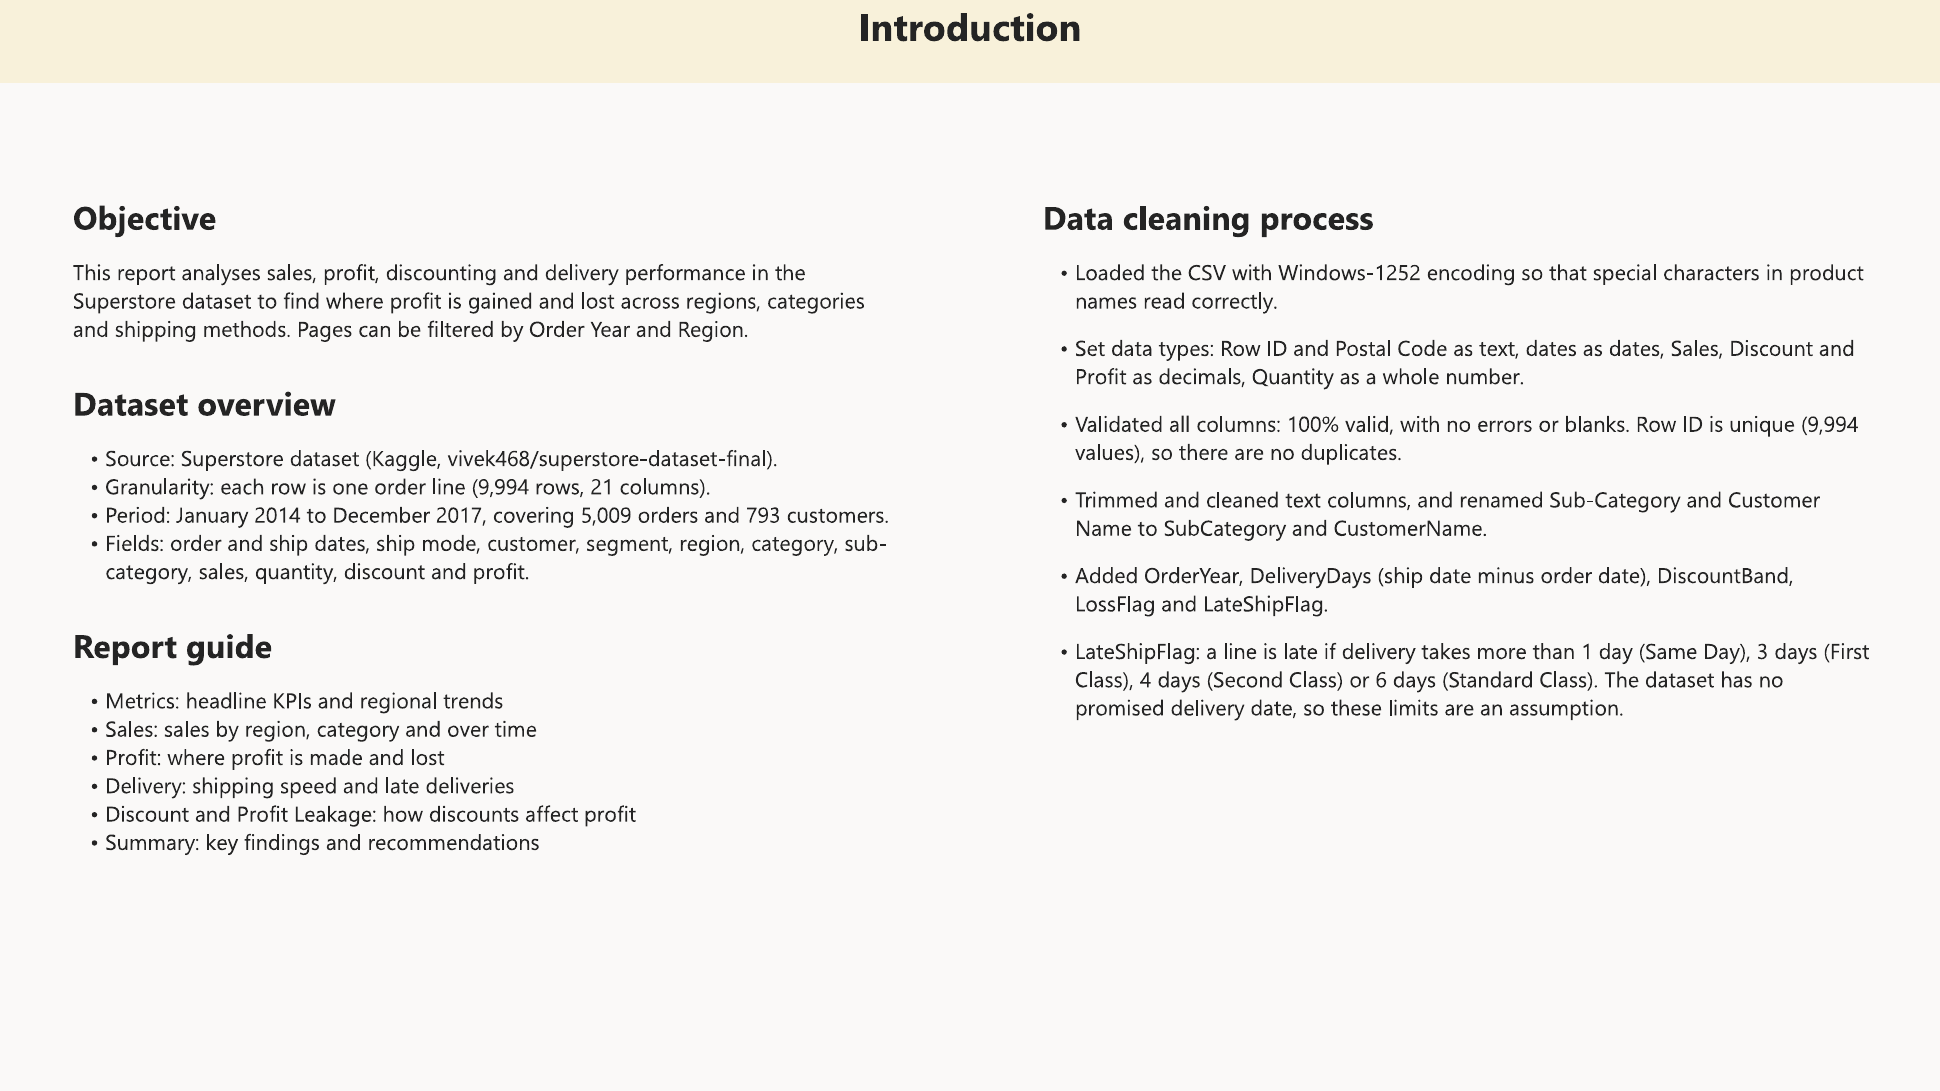 Introduction
Objective
This report analyses sales, profit, discounting and delivery performance in the
Superstore dataset to find where profit is gained and lost across regions, categories
and shipping methods. Pages can be filtered by Order Year and Region.
Dataset overview
• Source: Superstore dataset (Kaggle, vivek468/superstore-dataset-final).
• Granularity: each row is one order line (9,994 rows, 21 columns).
• Period: January 2014 to December 2017, covering 5,009 orders and 793 customers.
• Fields: order and ship dates, ship mode, customer, segment, region, category, sub-
category, sales, quantity, discount and profit.
Report guide
• Metrics: headline KPIs and regional trends
• Sales: sales by region, category and over time
• Profit: where profit is made and lost
• Delivery: shipping speed and late deliveries
• Discount and Profit Leakage: how discounts affect profit
• Summary: key findings and recommendations
Data cleaning process
• Loaded the CSV with Windows-1252 encoding so that special characters in product
names read correctly.
• Set data types: Row ID and Postal Code as text, dates as dates, Sales, Discount and
Profit as decimals, Quantity as a whole number.
• Validated all columns: 100% valid, with no errors or blanks. Row ID is unique (9,994
values), so there are no duplicates.
• Trimmed and cleaned text columns, and renamed Sub-Category and Customer
Name to SubCategory and CustomerName.
• Added OrderYear, DeliveryDays (ship date minus order date), DiscountBand,
LossFlag and LateShipFlag.
• LateShipFlag: a line is late if delivery takes more than 1 day (Same Day), 3 days (First
Class), 4 days (Second Class) or 6 days (Standard Class). The dataset has no
promised delivery date, so these limits are an assumption.